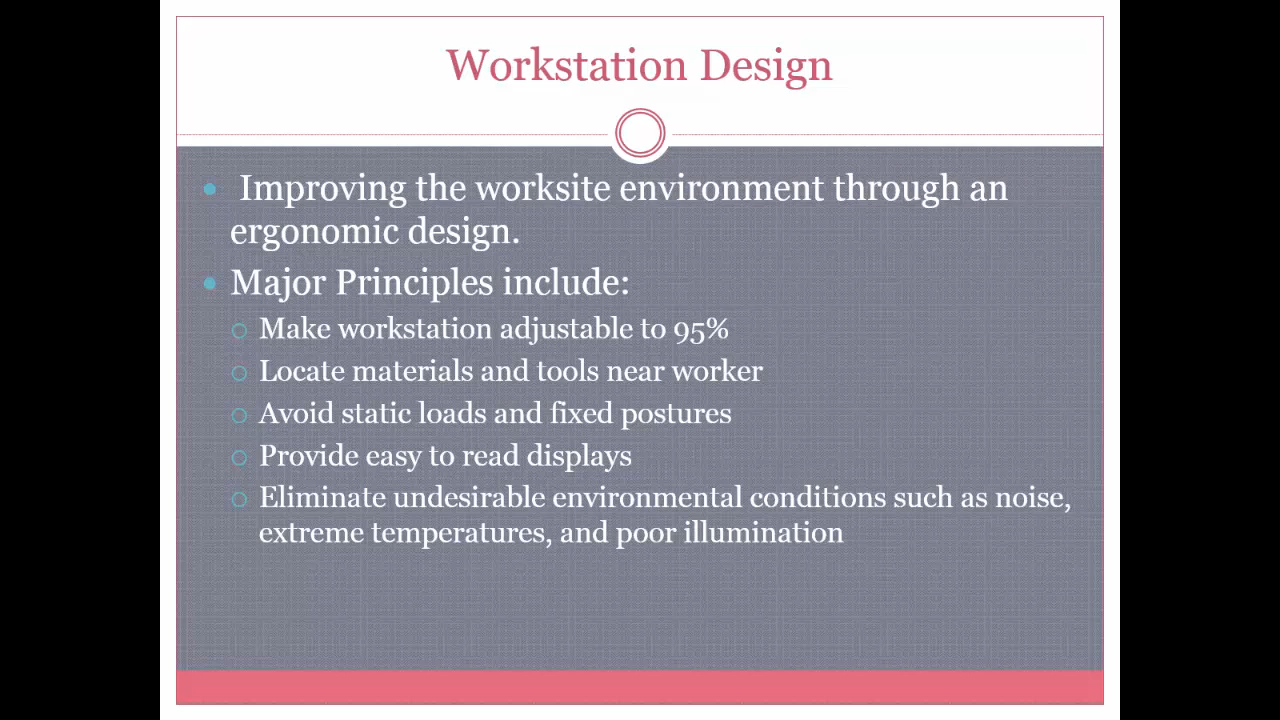 Workstation Design
Improving the worksite environment through an
ergonomic design.
Major Principles include:
Make workstation adjustable to 95%
Locate materials and tools near worker
Avoid static loads and fixed postures
Provide easy to read displays
Eliminate undesirable environmental conditions such as noise,
extreme temperatures, and poor illumination